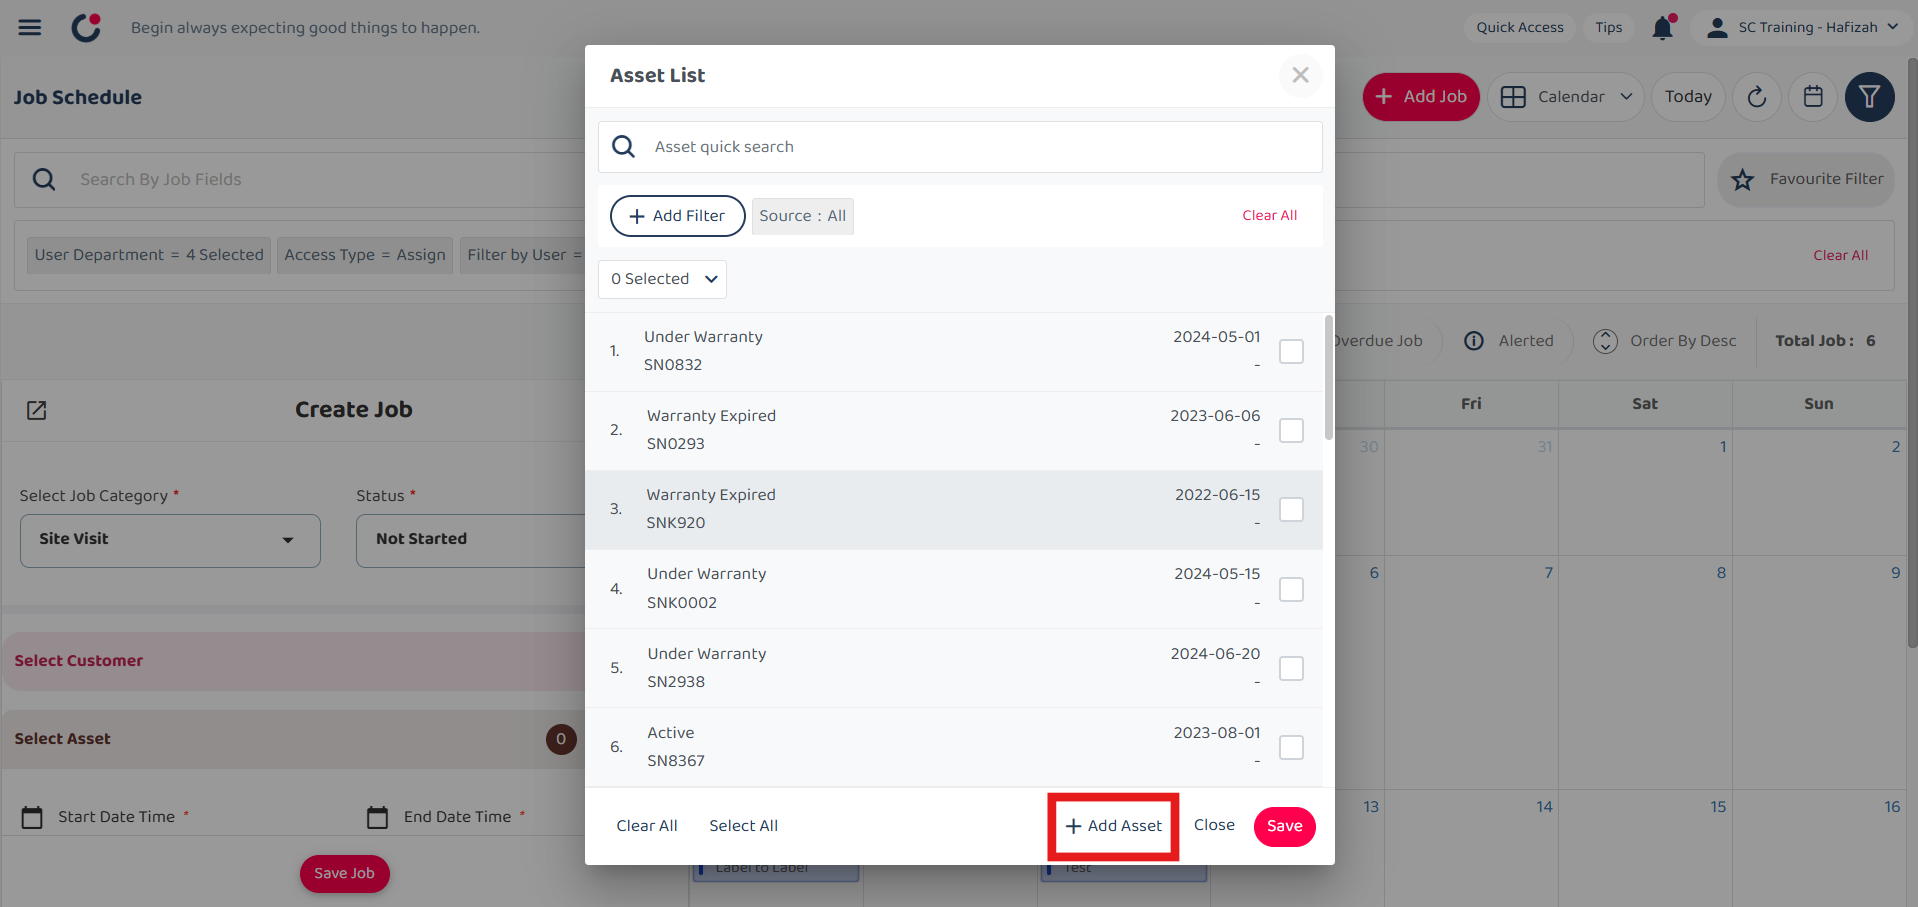 Begin always expecting good things to happen.
Quick Access
Tips
SC Training - Hafizah
Job Schedule
Add Job
Calendar
Today
Search By Job Fields
Favourite Filter
User Department = 4 Selected
Access Type = Assign
Filter by User =
Clear All
Overdue Job
Alerted
Order By Desc
Total Job : 6
Create Job
Select Job Category *
Status *
Site Visit
Not Started
Select Customer
Select Asset
0
Start Date Time *
End Date Time *
Save Job
Fri
Sat
Sun
30
31
1
2
6
7
8
9
13
14
15
16
Label to Label
Test
Asset List
Asset quick search
Add Filter
Source : All
Clear All
0 Selected
1.
Under Warranty
SN0832
2024-05-01
-
2.
Warranty Expired
SN0293
2023-06-06
-
3.
Warranty Expired
SNK920
2022-06-15
-
4.
Under Warranty
SNK0002
2024-05-15
-
5.
Under Warranty
SN2938
2024-06-20
-
6.
Active
SN8367
2023-08-01
-
Clear All
Select All
Add Asset
Close
Save